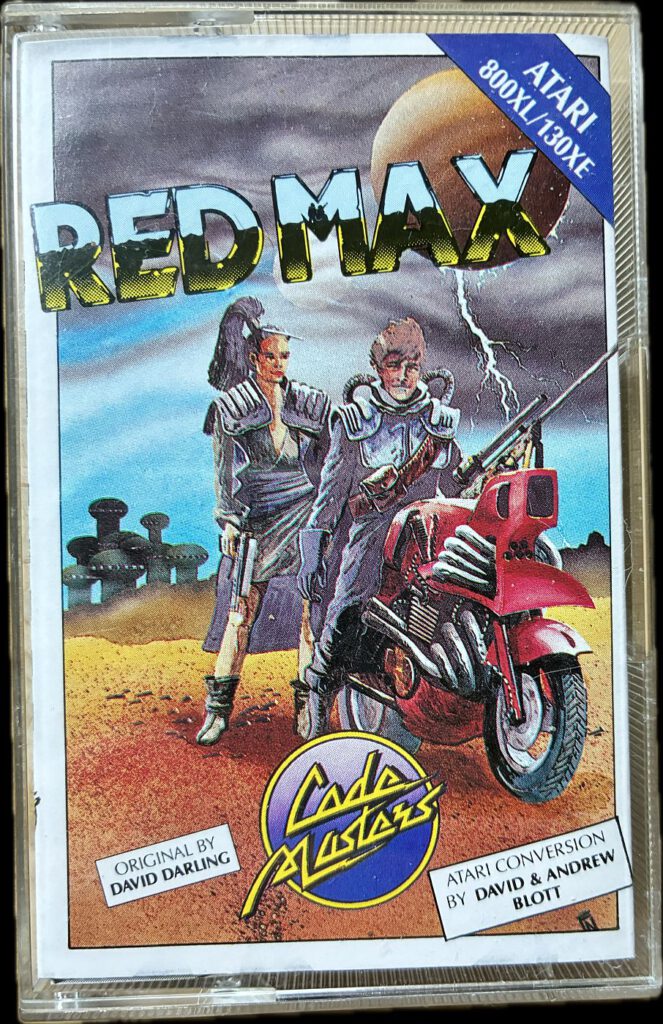 ATARI
800XL/130XE
RED MAX
Code
Masters
ORIGINAL BY
DAVID DARLING
ATARI CONVERSION
BY DAVID & ANDREW
BLOTT